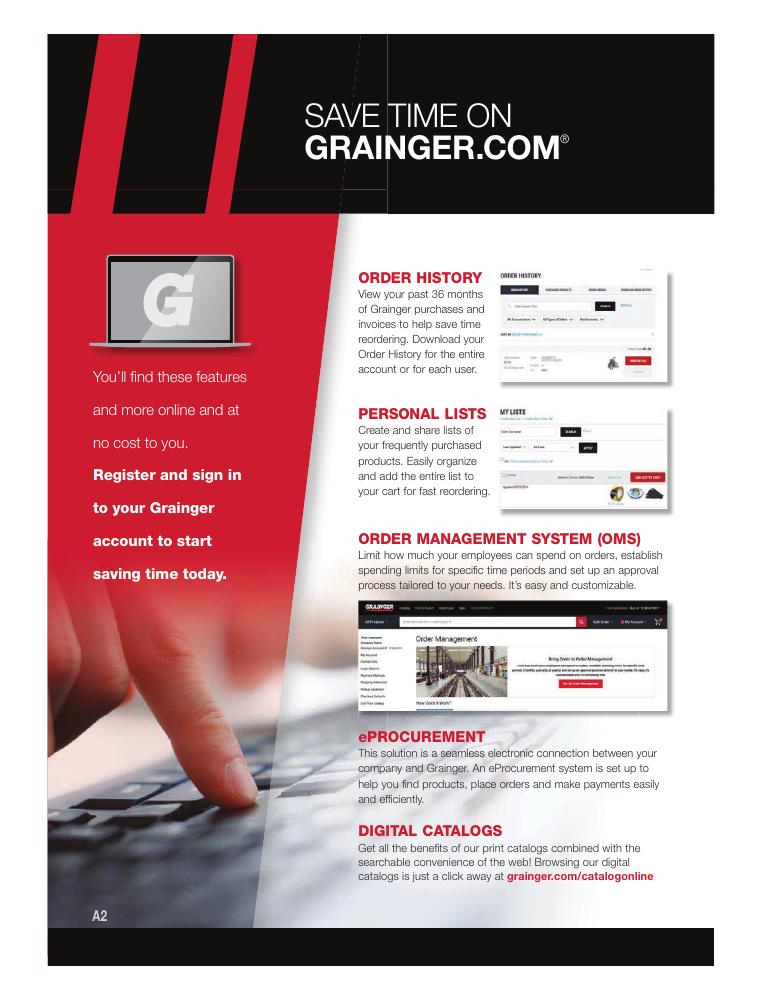 SAVE TIME ON
GRAINGER.COM®
G
You'll find these features
and more online and at
no cost to you.
Register and sign in
to your Grainger
account to start
saving time today.
ORDER HISTORY
View your past 36 months
of Grainger purchases and
invoices to help save time
reordering. Download your
Order History for the entire
account or for each user.
ORDER HISTORY
SEARCH
PERSONAL LISTS
Create and share lists of
your frequently purchased
products. Easily organize
and add the entire list to
your cart for fast reordering.
MY LISTS
SEARCH
APPLY
ADD LIST TO CART
ORDER MANAGEMENT SYSTEM (OMS)
Limit how much your employees can spend on orders, establish
spending limits for specific time periods and set up an approval
process tailored to your needs. It's easy and customizable.
GRAINGER
All Products
Bulk Order
My Account
Order Management
My Account
Payment Methods
Bring Order to Order Management
How Does it Work?
ePROCUREMENT
This solution is a seamless electronic connection between your
company and Grainger. An eProcurement system is set up to
help you find products, place orders and make payments easily
and efficiently.
DIGITAL CATALOGS
Get all the benefits of our print catalogs combined with the
searchable convenience of the web! Browsing our digital
catalogs is just a click away at grainger.com/catalogonline
A2